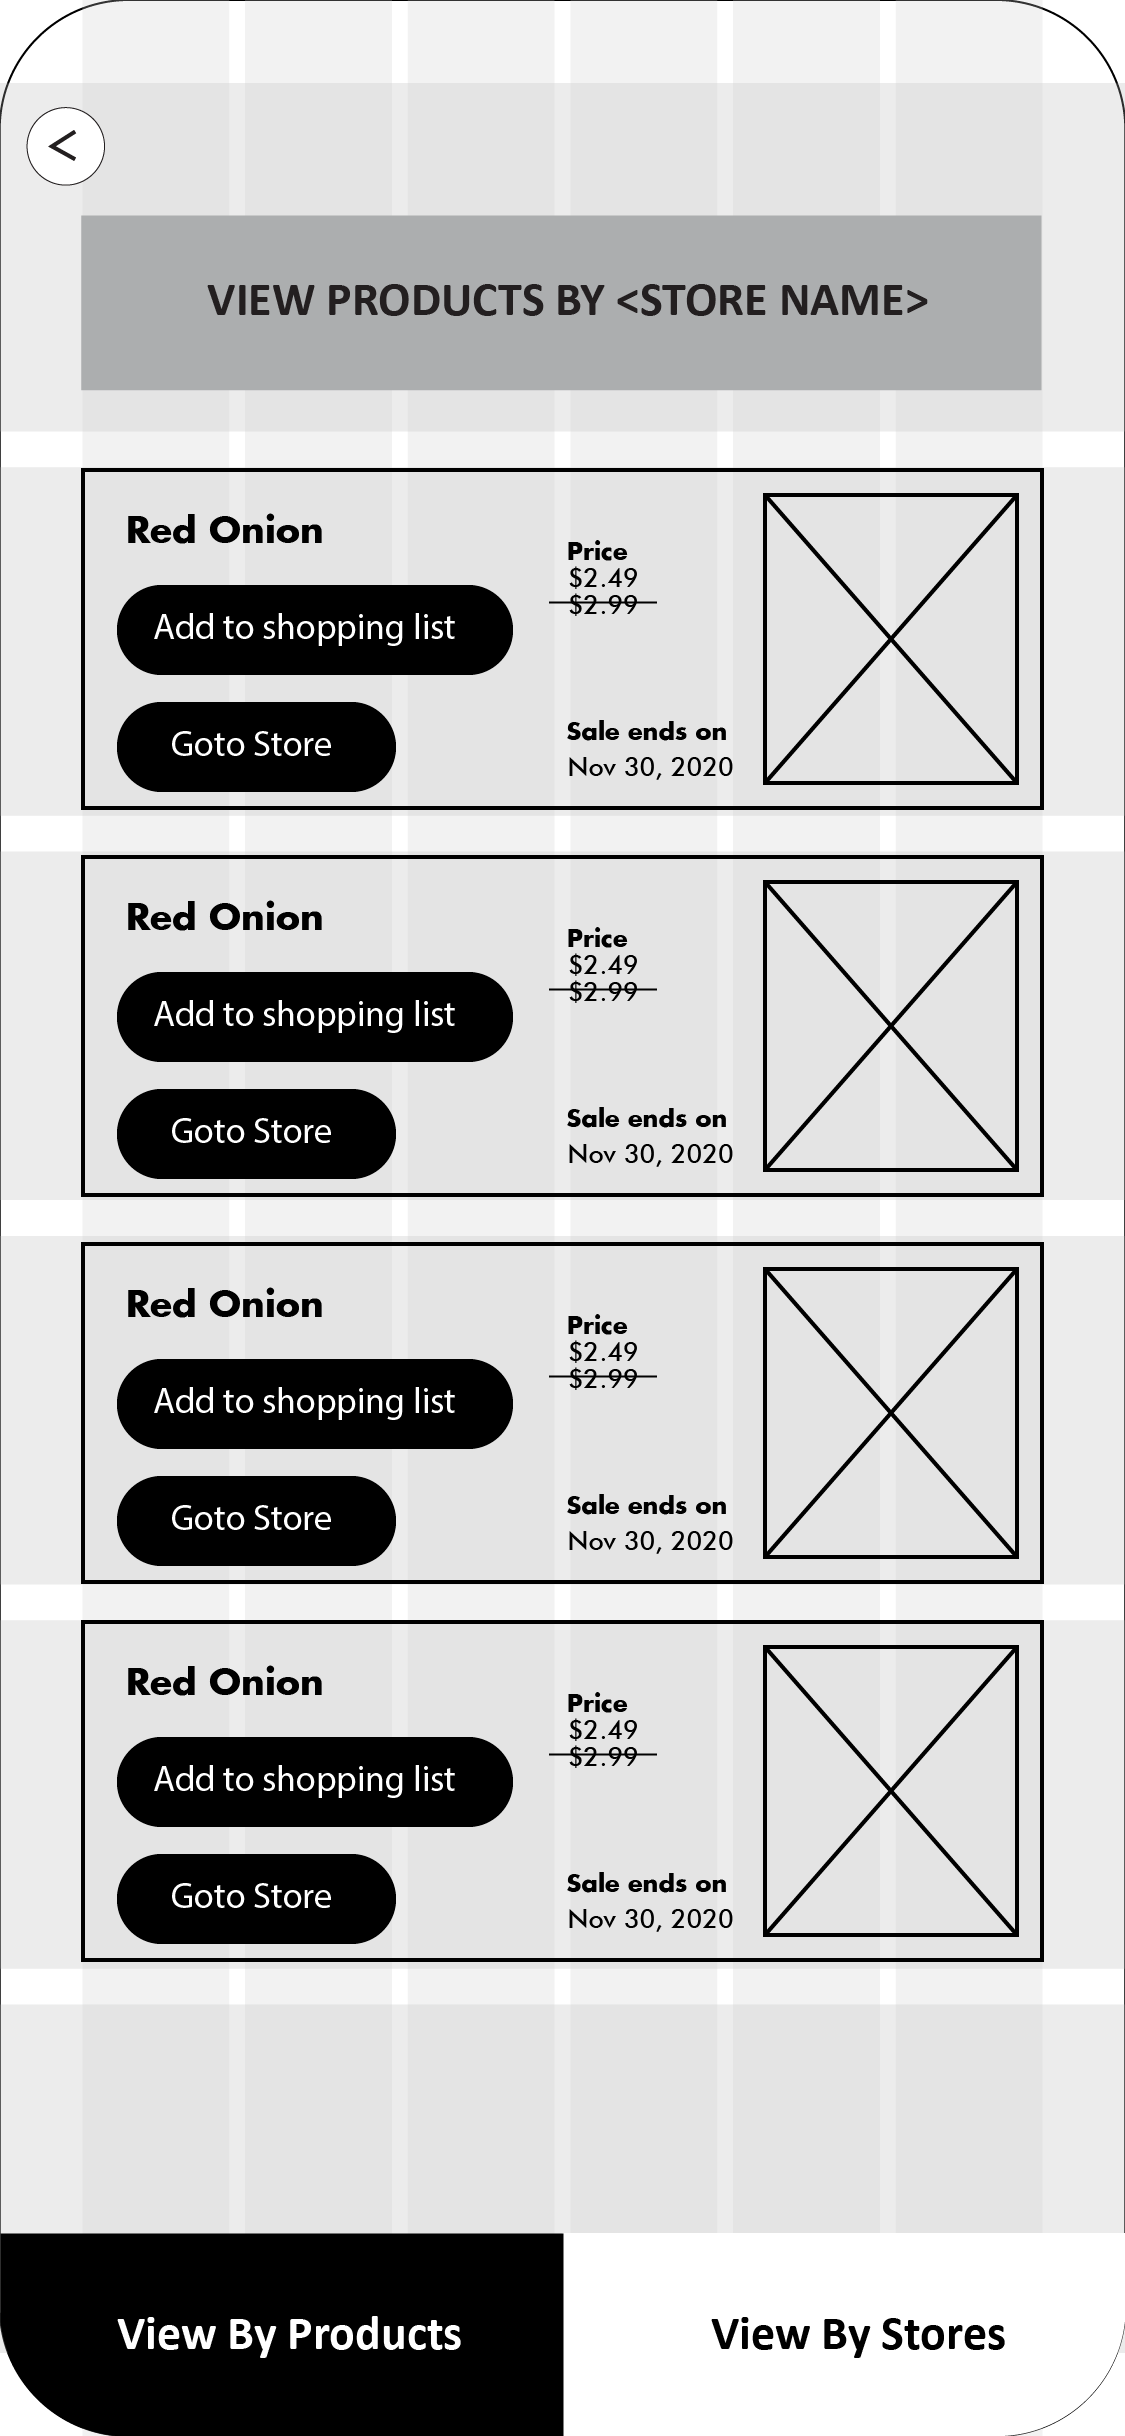 <
VIEW PRODUCTS BY <STORE NAME>
Red Onion
Add to shopping list
Goto Store
Price
$2.49
$2.99
Sale ends on
Nov 30, 2020
Red Onion
Add to shopping list
Goto Store
Price
$2.49
$2.99
Sale ends on
Nov 30, 2020
Red Onion
Add to shopping list
Goto Store
Price
$2.49
$2.99
Sale ends on
Nov 30, 2020
Red Onion
Add to shopping list
Goto Store
Price
$2.49
$2.99
Sale ends on
Nov 30, 2020
View By Products
View By Stores